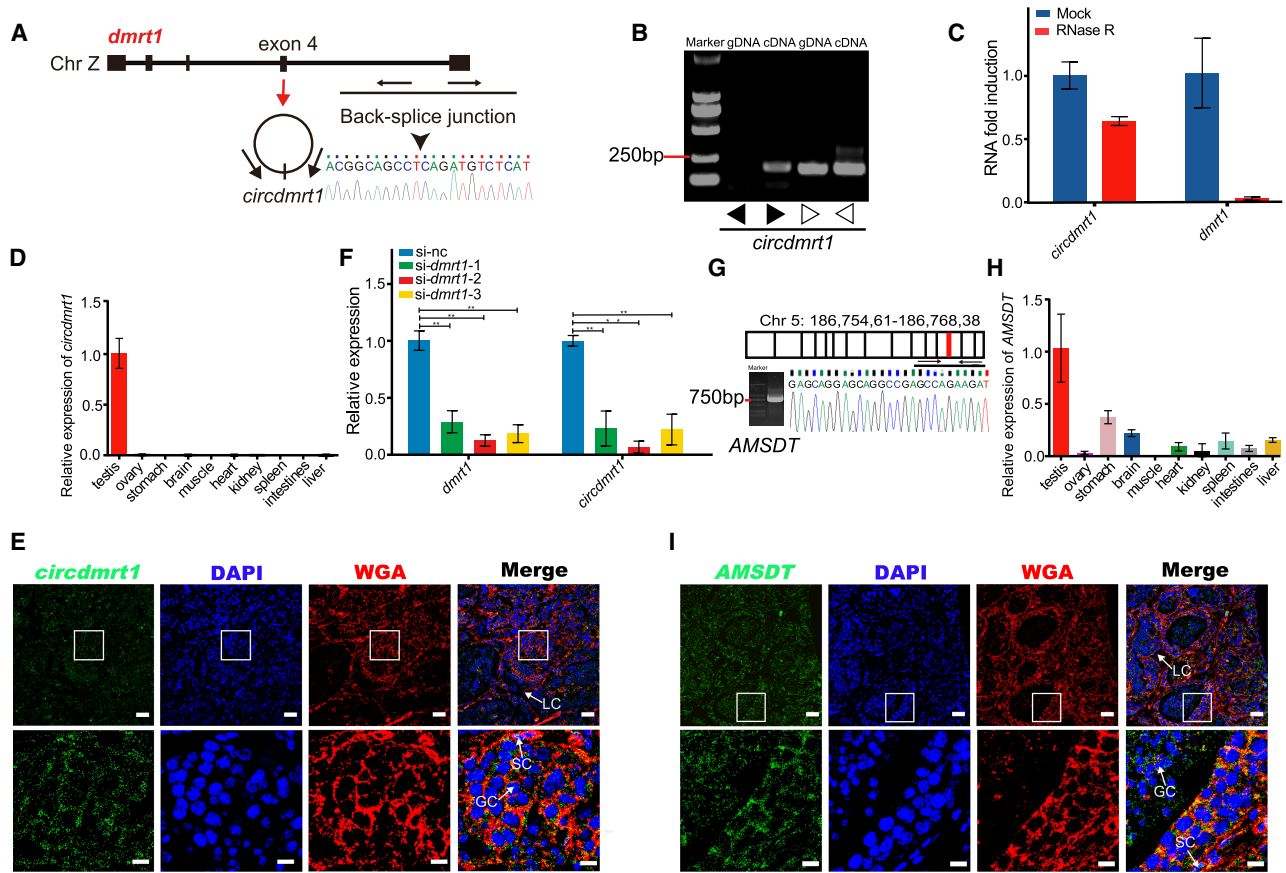 A
dmrt1
exon 4
Chr Z
Back-splice junction
ACGGCAGCCTCAGATGTCTCAT
circdmrt1
B
Marker gDNA cDNA gDNA cDNA
250bp
circdmrt1
C
Mock
RNase R
RNA fold induction
1.0
0.5
0.0
circdmrt1
dmrt1
D
Relative expression of circdmrt1
1.5
1.0
0.5
0.0
testis
ovary
stomach
brain
muscle
heart
kidney
spleen
intestines
liver
F
si-nc
si-dmrt1-1
si-dmrt1-2
si-dmrt1-3
Relative expression
1.5
1.0
0.5
0.0
**
**
**
**
* *
**
dmrt1
circdmrt1
G
Chr 5: 186,754,61-186,768,38
Marker
750bp
GAGCAGGAGCAGGCCGAGCCAGAAGAT
AMSDT
H
Relative expression of AMSDT
1.5
1.0
0.5
0.0
testis
ovary
stomach
brain
muscle
heart
kidney
spleen
intestines
liver
E
circdmrt1
DAPI
WGA
Merge
LC
SC
GC
I
AMSDT
DAPI
WGA
Merge
LC
GC
SC